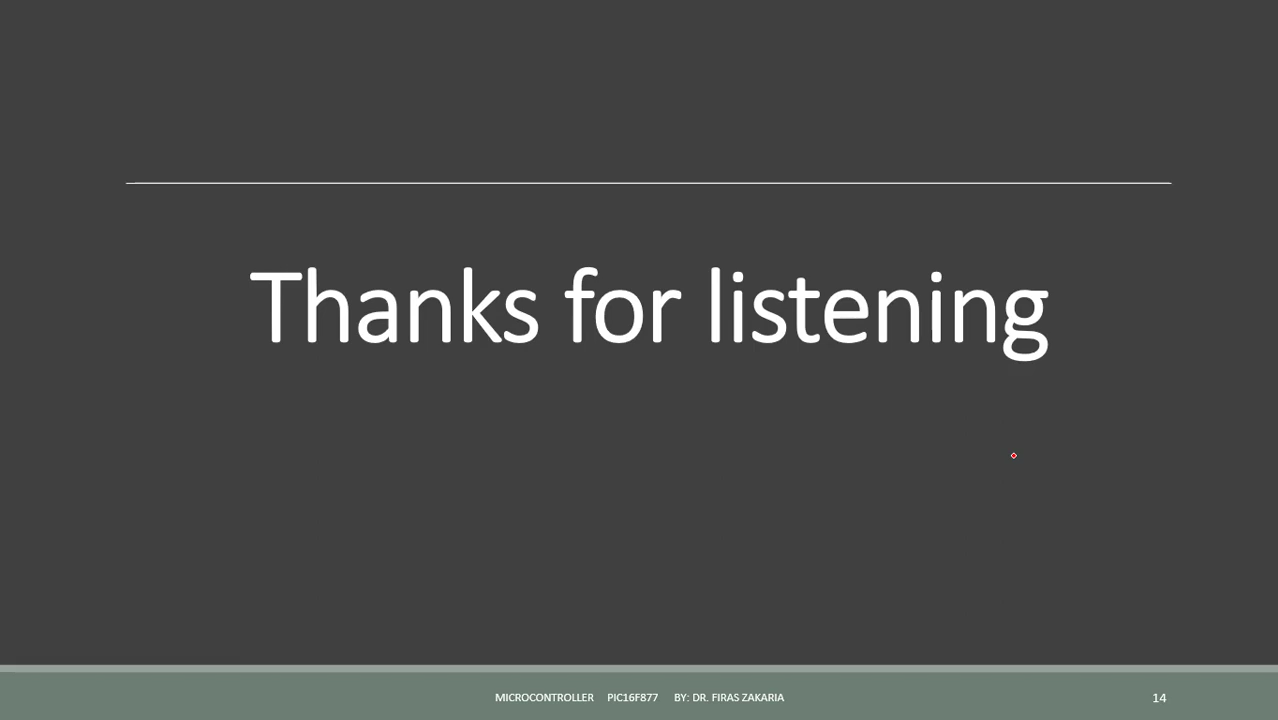 Thanks for listening
MICROCONTROLLER PIC16F877 BY: DR. FIRAS ZAKARIA 14